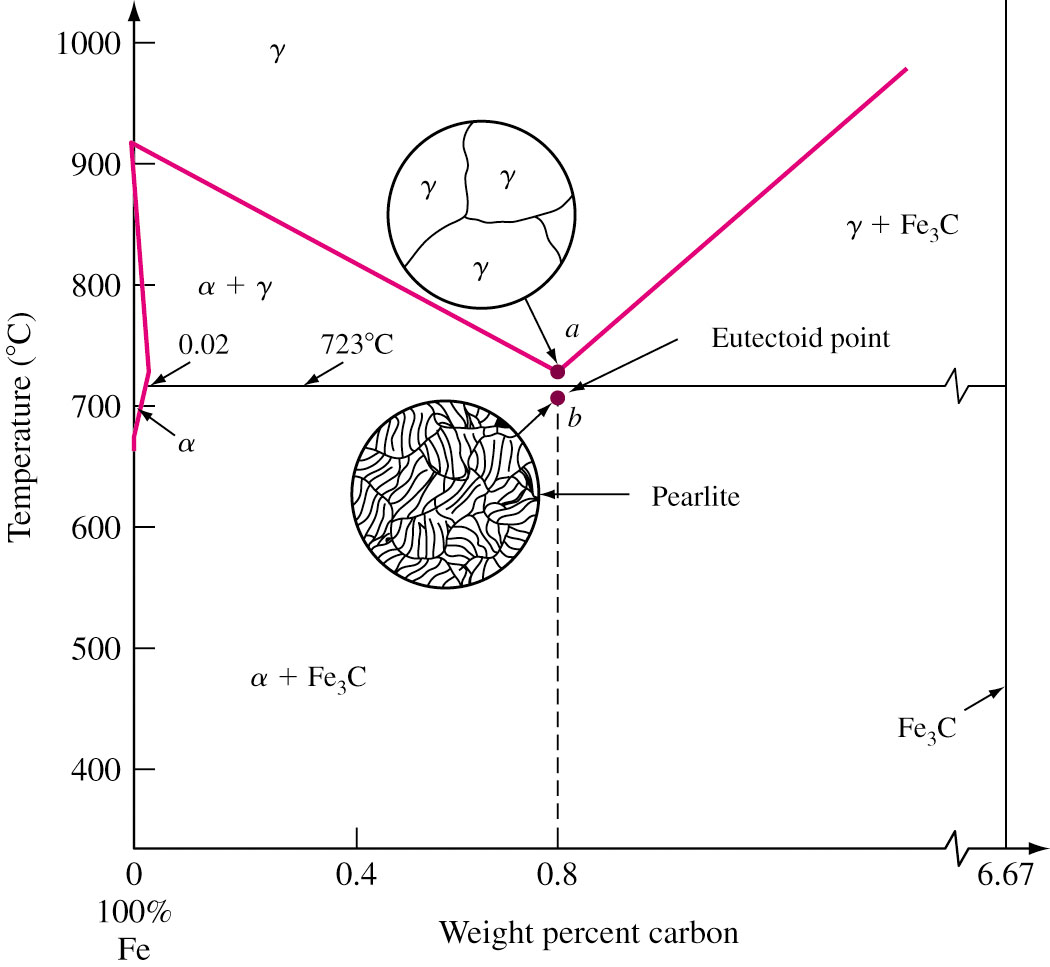 1000
γ
900
γ
γ
γ + Fe₃C
γ
800
α + γ
a
0.02
723°C
Eutectoid point
700
b
α
Temperature (°C)
Pearlite
600
500
α + Fe₃C
Fe₃C
400
0
0.4
0.8
6.67
100%
Fe
Weight percent carbon